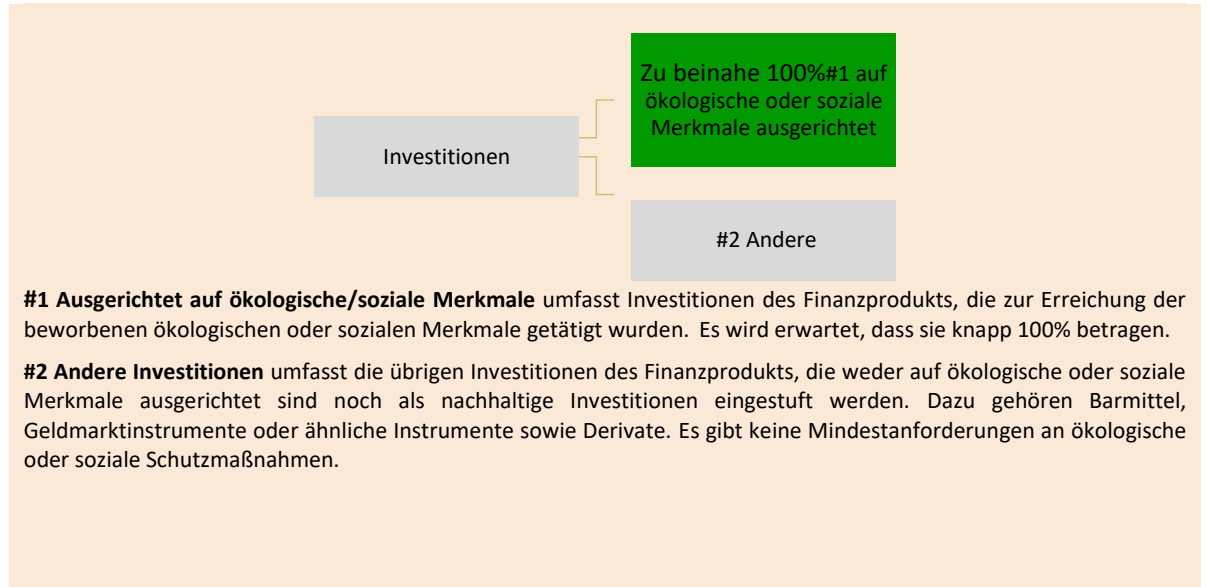 Zu beinahe 100%#1 auf
ökologische oder soziale
Merkmale ausgerichtet
Investitionen
#2 Andere
#1 Ausgerichtet auf ökologische/soziale Merkmale umfasst Investitionen des Finanzprodukts, die zur Erreichung der
beworbenen ökologischen oder sozialen Merkmale getätigt wurden. Es wird erwartet, dass sie knapp 100% betragen.
#2 Andere Investitionen umfasst die übrigen Investitionen des Finanzprodukts, die weder auf ökologische oder soziale
Merkmale ausgerichtet sind noch als nachhaltige Investitionen eingestuft werden. Dazu gehören Barmittel,
Geldmarktinstrumente oder ähnliche Instrumente sowie Derivate. Es gibt keine Mindestanforderungen an ökologische
oder soziale Schutzmaßnahmen.